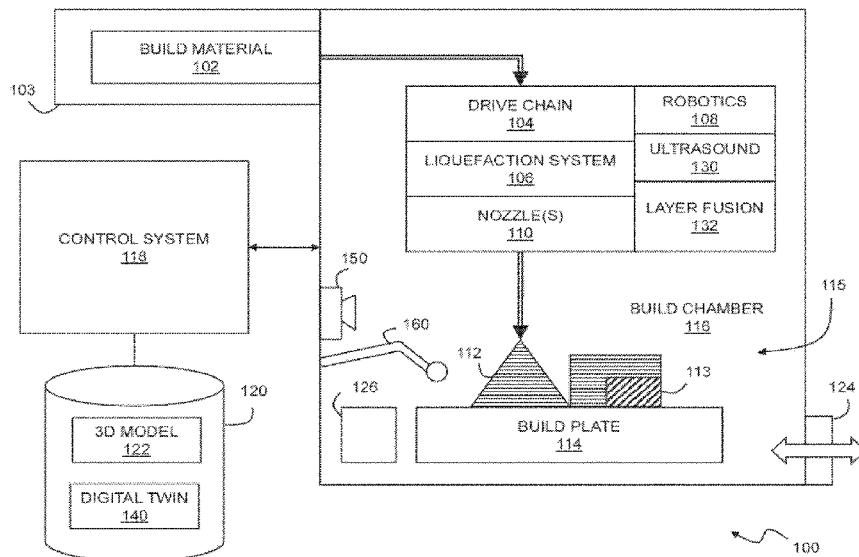 BUILD MATERIAL
102
103
DRIVE CHAIN
104
ROBOTICS
108
LIQUEFACTION SYSTEM
106
ULTRASOUND
130
NOZZLE(S)
110
LAYER FUSION
132
CONTROL SYSTEM
118
150
160
BUILD CHAMBER
116
115
112
113
126
124
120
3D MODEL
122
BUILD PLATE
114
DIGITAL TWIN
140
100